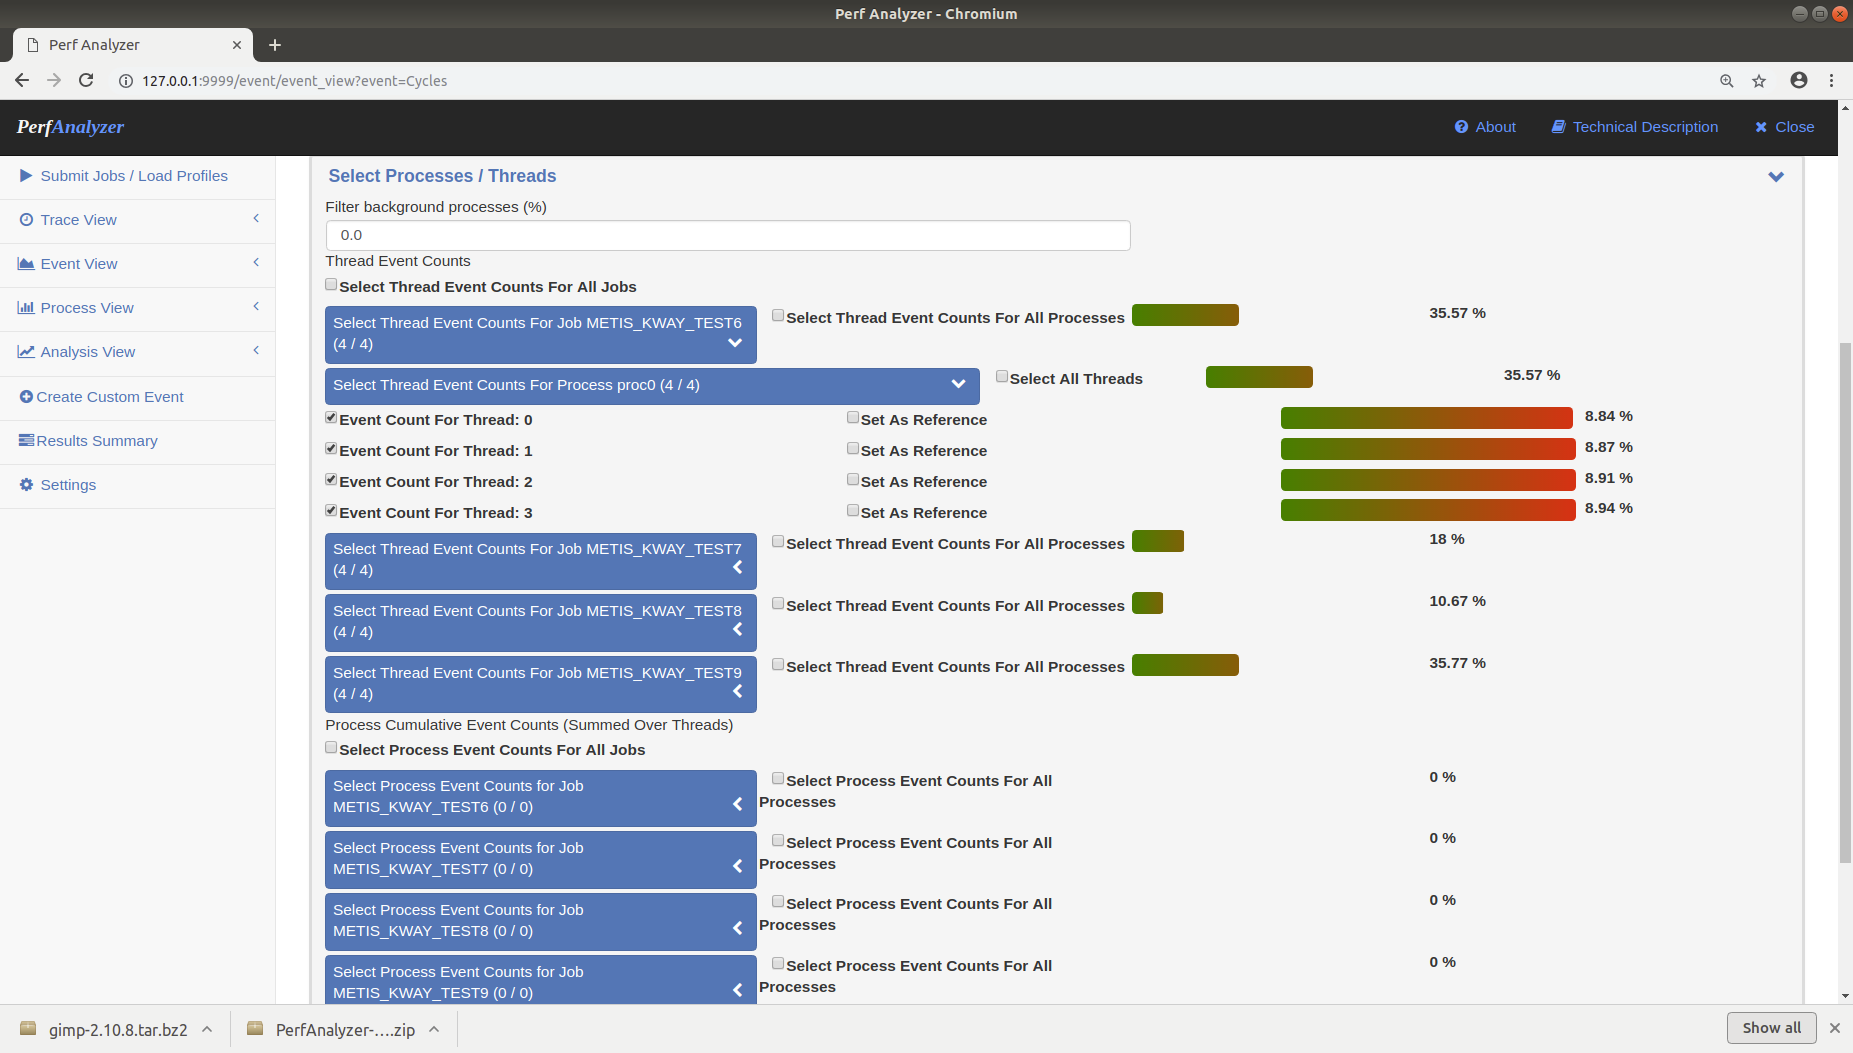 Perf Analyzer - Chromium
Perf Analyzer
127.0.0.1:9999/event/event_view?event=Cycles
PerfAnalyzer
About
Technical Description
Close
Submit Jobs / Load Profiles
Trace View
Event View
Process View
Analysis View
Create Custom Event
Results Summary
Settings
Select Processes / Threads
Filter background processes (%)
0.0
Thread Event Counts
Select Thread Event Counts For All Jobs
Select Thread Event Counts For Job METIS_KWAY_TEST6
(4 / 4)
Select Thread Event Counts For All Processes
35.57 %
Select Thread Event Counts For Process proc0 (4 / 4)
Select All Threads
35.57 %
Event Count For Thread: 0
Set As Reference
8.84 %
Event Count For Thread: 1
Set As Reference
8.87 %
Event Count For Thread: 2
Set As Reference
8.91 %
Event Count For Thread: 3
Set As Reference
8.94 %
Select Thread Event Counts For Job METIS_KWAY_TEST7
(4 / 4)
Select Thread Event Counts For All Processes
18 %
Select Thread Event Counts For Job METIS_KWAY_TEST8
(4 / 4)
Select Thread Event Counts For All Processes
10.67 %
Select Thread Event Counts For Job METIS_KWAY_TEST9
(4 / 4)
Select Thread Event Counts For All Processes
35.77 %
Process Cumulative Event Counts (Summed Over Threads)
Select Process Event Counts For All Jobs
Select Process Event Counts for Job
METIS_KWAY_TEST6 (0 / 0)
Select Process Event Counts For All
Processes
0 %
Select Process Event Counts for Job
METIS_KWAY_TEST7 (0 / 0)
Select Process Event Counts For All
Processes
0 %
Select Process Event Counts for Job
METIS_KWAY_TEST8 (0 / 0)
Select Process Event Counts For All
Processes
0 %
Select Process Event Counts for Job
METIS_KWAY_TEST9 (0 / 0)
Select Process Event Counts For All
Processes
0 %
gimp-2.10.8.tar.bz2
PerfAnalyzer-....zip
Show all